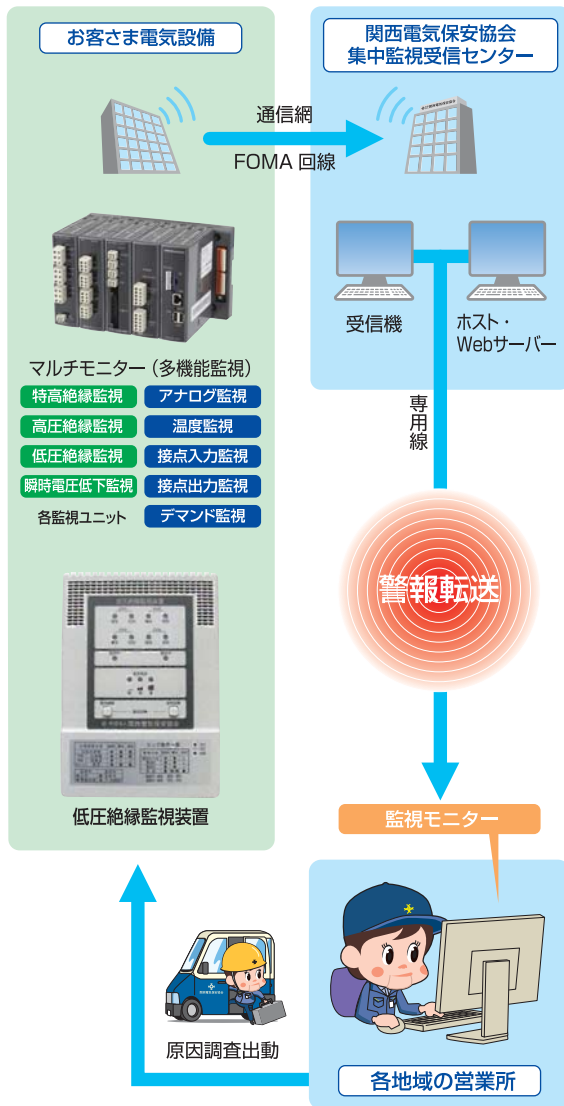 お客さま電気設備
関西電気保安協会
集中監視受信センター
通信網
FOMA 回線
マルチモニター（多機能監視）
特高絶縁監視
アナログ監視
高圧絶縁監視
温度監視
低圧絶縁監視
接点入力監視
瞬時電圧低下監視
接点出力監視
各監視ユニット
デマンド監視
低圧絶縁監視装置
受信機
ホスト・
Webサーバー
専用線
警報転送
監視モニター
各地域の営業所
原因調査出動
関西電気保安協会